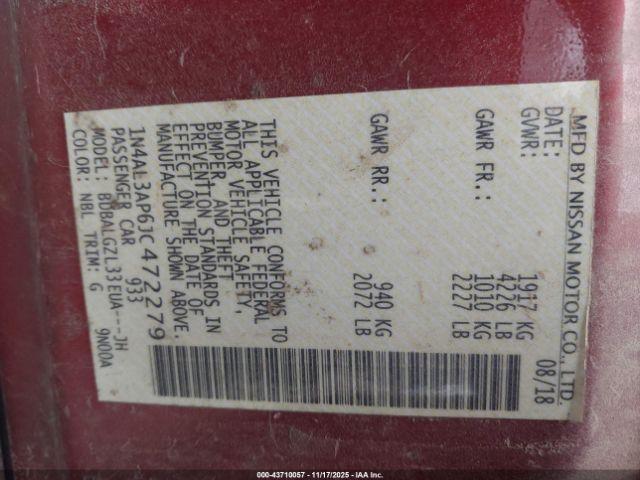 MFD BY NISSAN MOTOR CO., LTD.
DATE: 08/18
GVWR: 1917 KG
4226 LB
GAWR FR.: 1010 KG
2227 LB
GAWR RR.: 940 KG
2072 LB
THIS VEHICLE CONFORMS TO
ALL APPLICABLE FEDERAL
MOTOR VEHICLE SAFETY,
BUMPER, AND THEFT
PREVENTION STANDARDS IN
EFFECT ON THE DATE OF
MANUFACTURE SHOWN ABOVE.
1N4AL3AP6JC472279
PASSENGER CAR 933
MODEL: BDBALGZL33EUA---JH
COLOR: NBL TRIM: G 9N00A
000-43710057 - 11/17/2025 - IAA Inc.